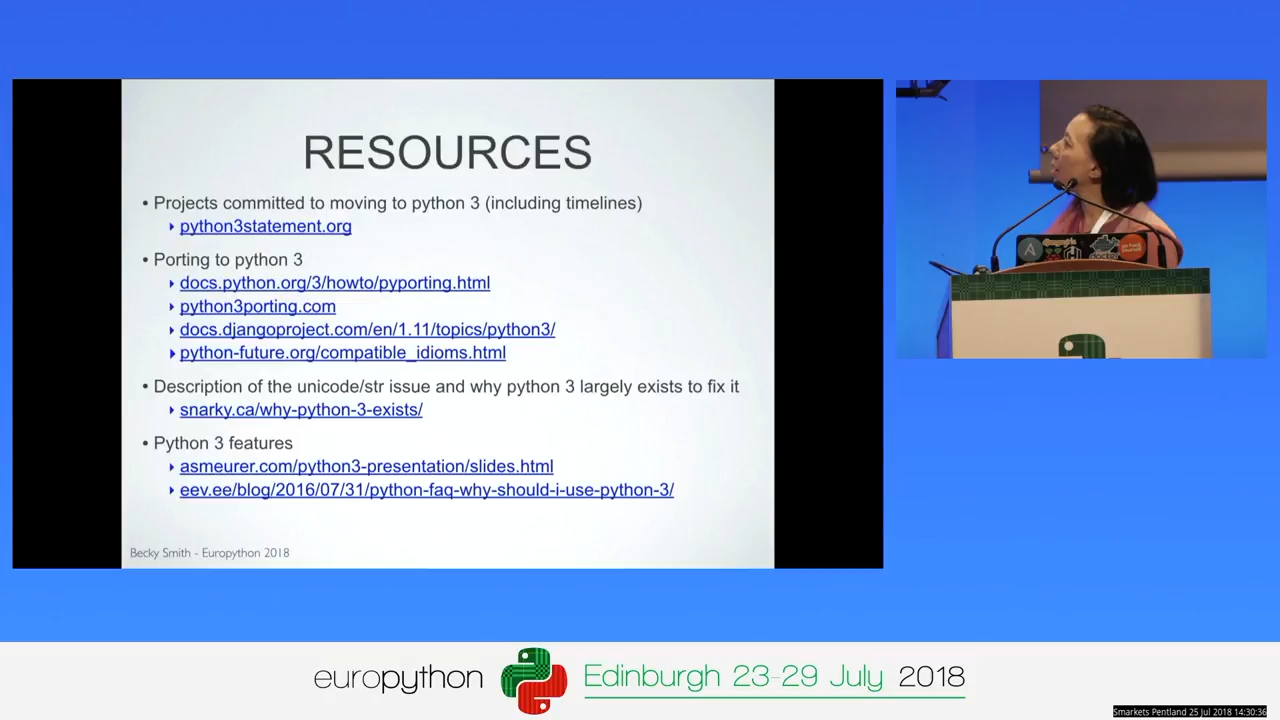 RESOURCES
• Projects committed to moving to python 3 (including timelines)
python3statement.org
• Porting to python 3
docs.python.org/3/howto/pyporting.html
python3porting.com
docs.djangoproject.com/en/1.11/topics/python3/
python-future.org/compatible_idioms.html
• Description of the unicode/str issue and why python 3 largely exists to fix it
snarky.ca/why-python-3-exists/
• Python 3 features
asmeurer.com/python3-presentation/slides.html
eev.ee/blog/2016/07/31/python-faq-why-should-i-use-python-3/
Becky Smith - Europython 2018
europython Edinburgh 23-29 July 2018
Smarkets Pentland 25 Jul 2018 14:30:36